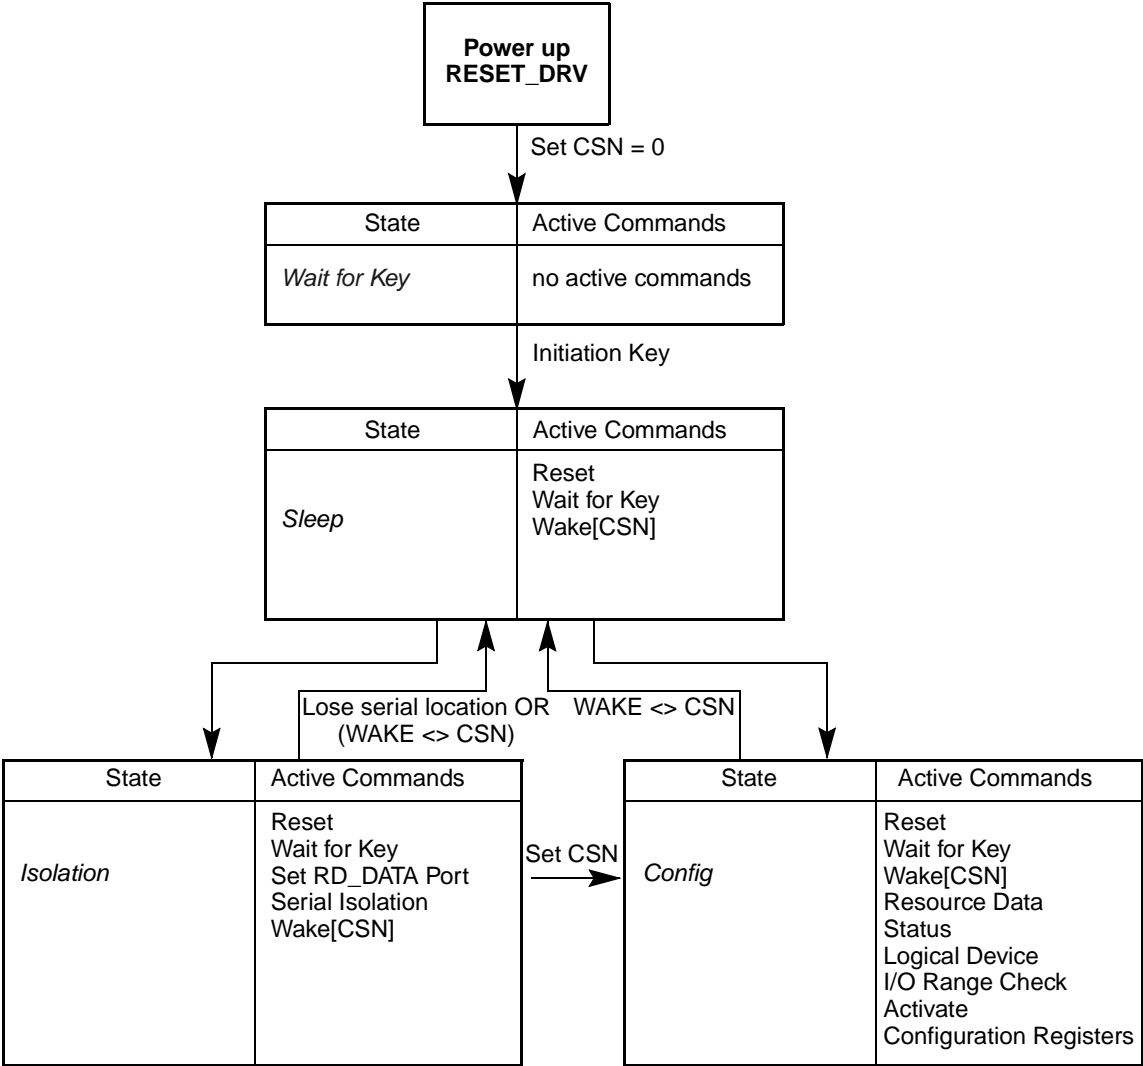 Power up
RESET_DRV
Set CSN = 0
State
Active Commands
Wait for Key
no active commands
Initiation Key
State
Active Commands
Sleep
Reset
Wait for Key
Wake[CSN]
Lose serial location OR
(WAKE <> CSN)
WAKE <> CSN
State
Active Commands
Isolation
Reset
Wait for Key
Set RD_DATA Port
Serial Isolation
Wake[CSN]
Set CSN
State
Active Commands
Config
Reset
Wait for Key
Wake[CSN]
Resource Data
Status
Logical Device
I/O Range Check
Activate
Configuration Registers